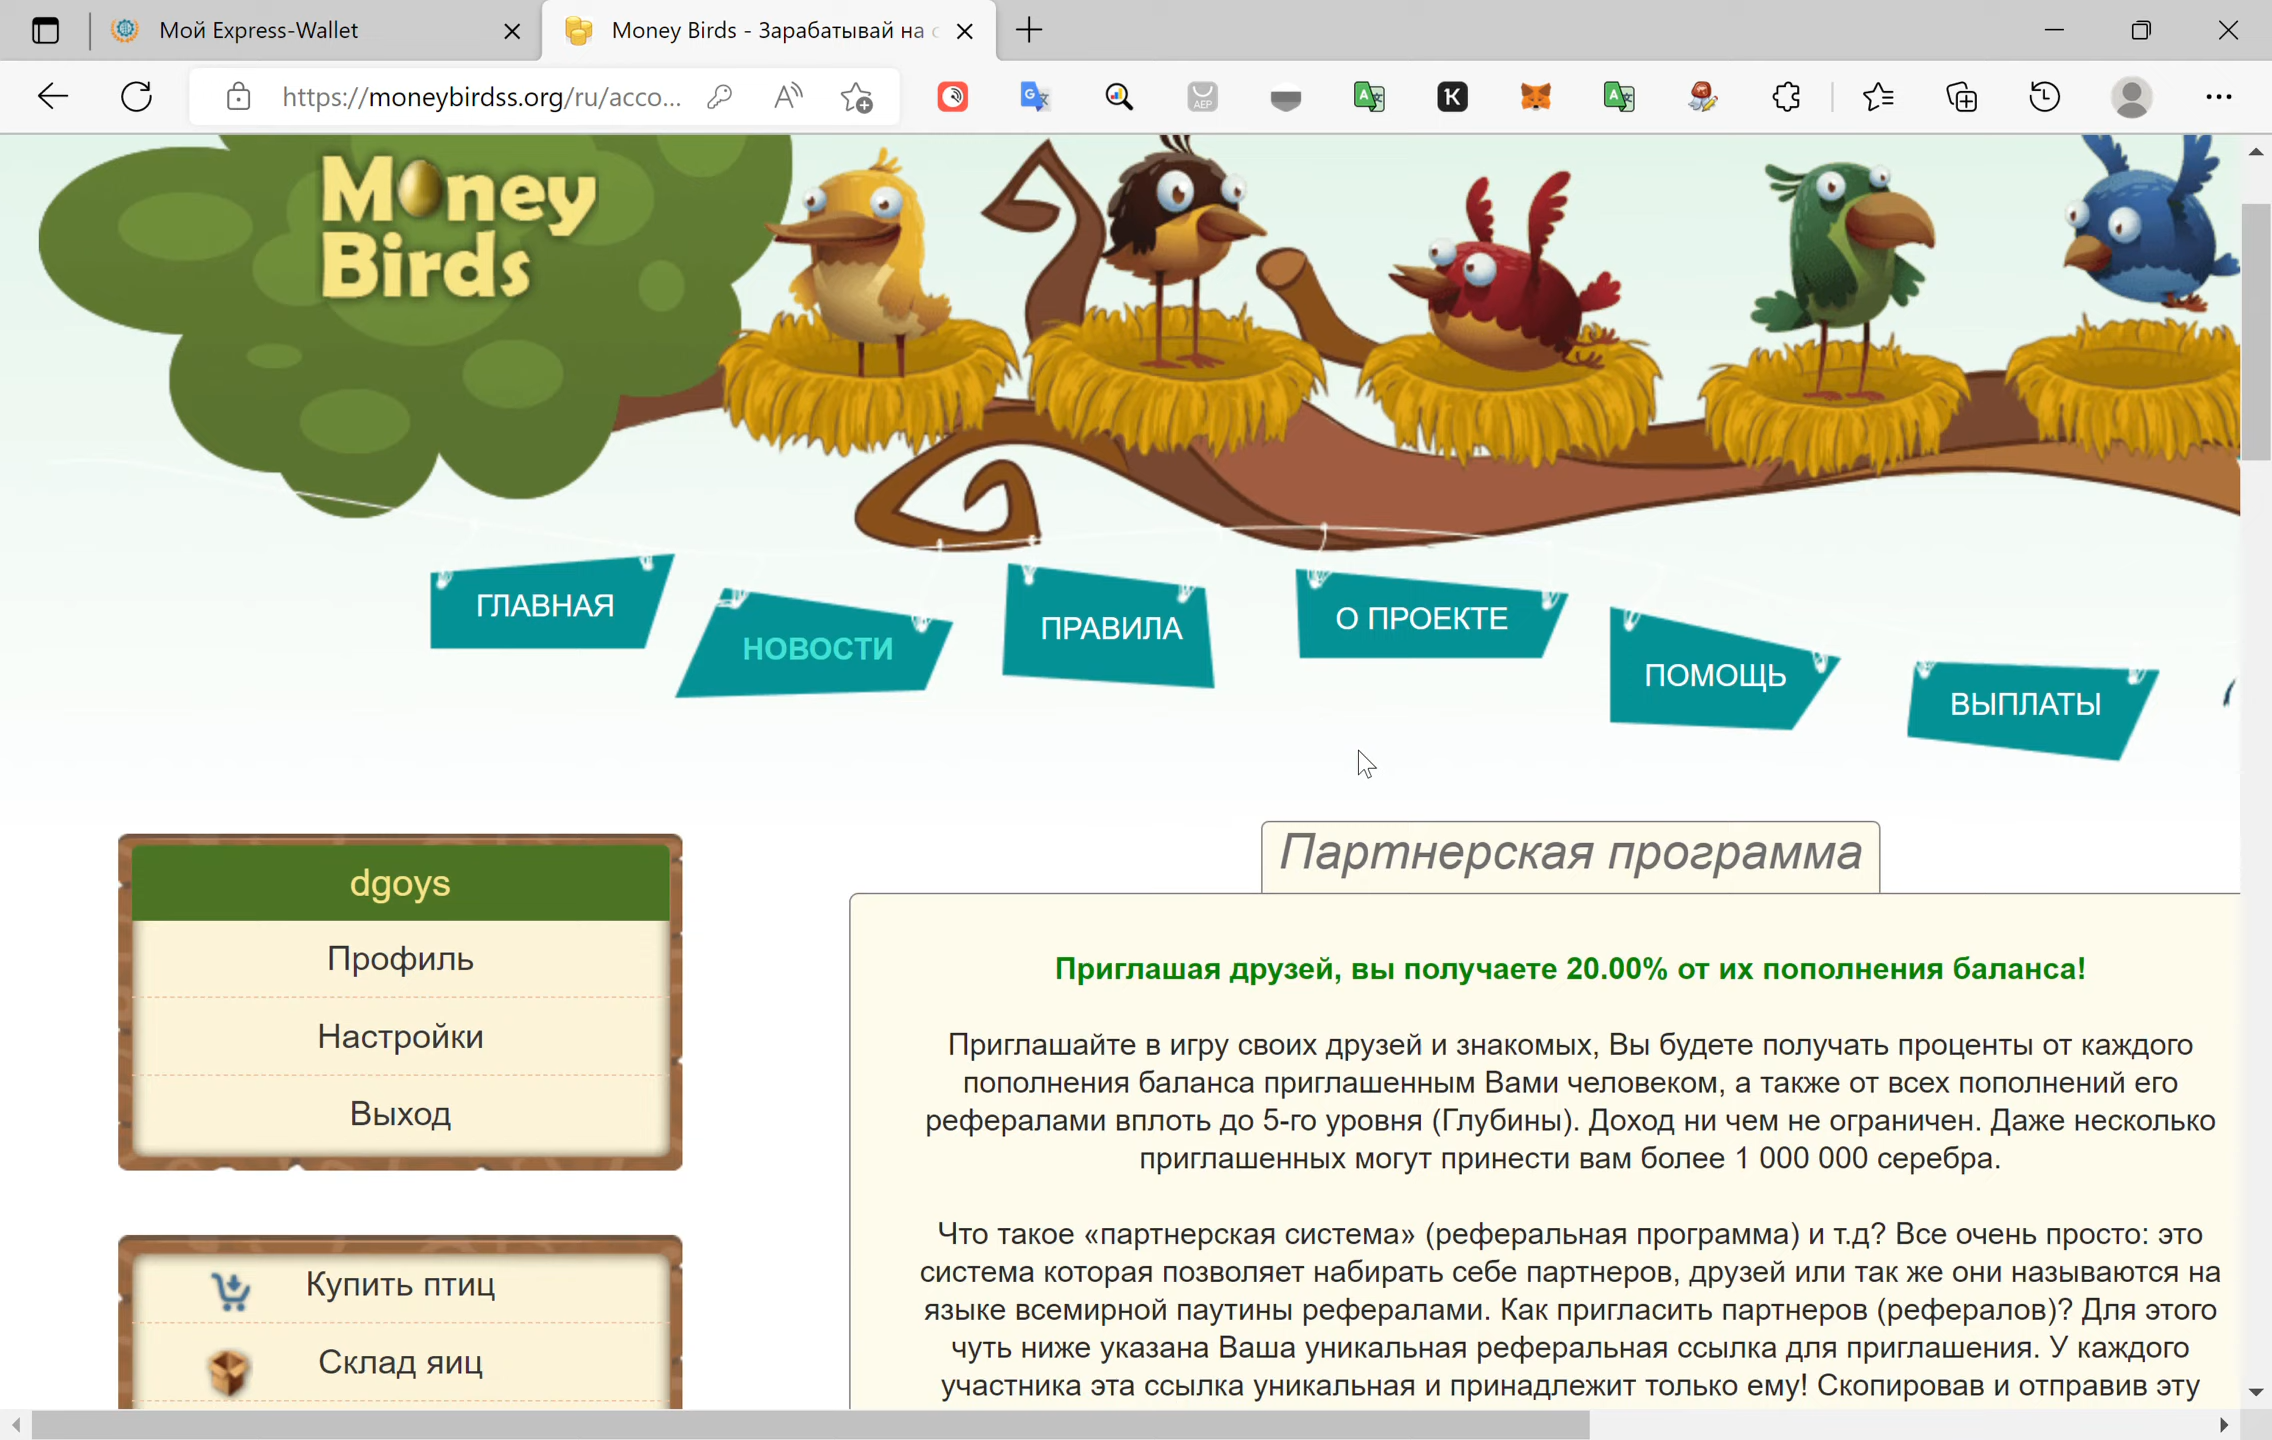 Мой Express-Wallet
Money Birds - Зарабатывай на
https://moneybirdss.org/ru/acco...
AEP
Money
Birds
ГЛАВНАЯ
НОВОСТИ
ПРАВИЛА
О ПРОЕКТЕ
ПОМОЩЬ
ВЫПЛАТЫ
dgoys
Профиль
Настройки
Выход
Купить птиц
Склад яиц
Партнерская программа
Приглашая друзей, вы получаете 20.00% от их пополнения баланса!
Приглашайте в игру своих друзей и знакомых, Вы будете получать проценты от каждого
пополнения баланса приглашенным Вами человеком, а также от всех пополнений его
рефералами вплоть до 5-го уровня (Глубины). Доход ни чем не ограничен. Даже несколько
приглашенных могут принести вам более 1 000 000 серебра.
Что такое «партнерская система» (реферальная программа) и т.д? Все очень просто: это
система которая позволяет набирать себе партнеров, друзей или так же они называются на
языке всемирной паутины рефералами. Как пригласить партнеров (рефералов)? Для этого
чуть ниже указана Ваша уникальная реферальная ссылка для приглашения. У каждого
участника эта ссылка уникальная и принадлежит только ему! Скопировав и отправив эту